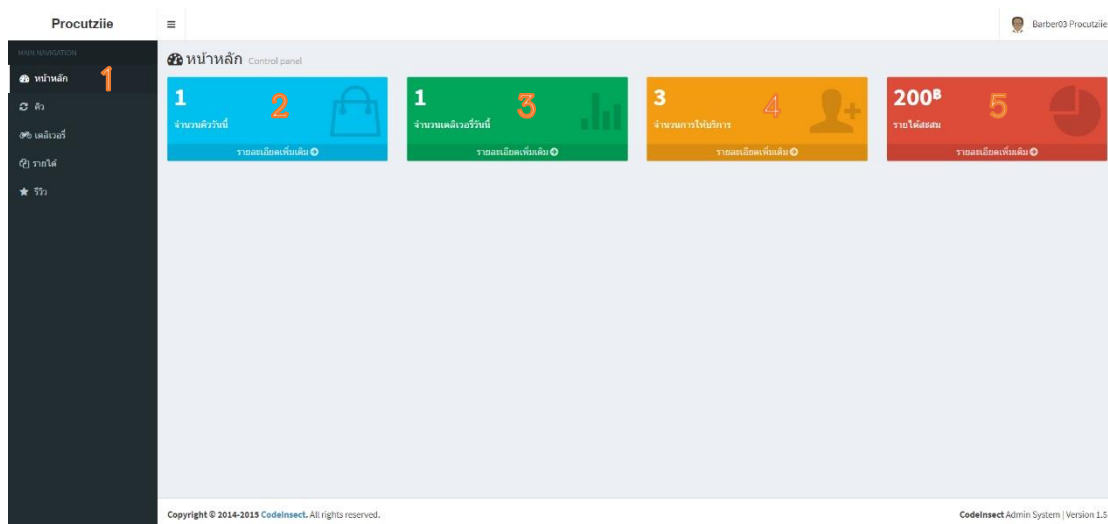 Procutziie
Barber03 Procutziie
MAIN NAVIGATION
หน้าหลัก 1
คิว
เดลิเวอรี่
รายได้
รีวิว
หน้าหลัก Control panel
1 2
จำนวนคิววันนี้
รายละเอียดเพิ่มเติม
1 3
จำนวนเดลิเวอรี่วันนี้
รายละเอียดเพิ่มเติม
3 4
จำนวนการให้บริการ
รายละเอียดเพิ่มเติม
200฿ 5
รายได้สะสม
รายละเอียดเพิ่มเติม
Copyright © 2014-2015 CodeInsect. All rights reserved.
CodeInsect Admin System | Version 1.5